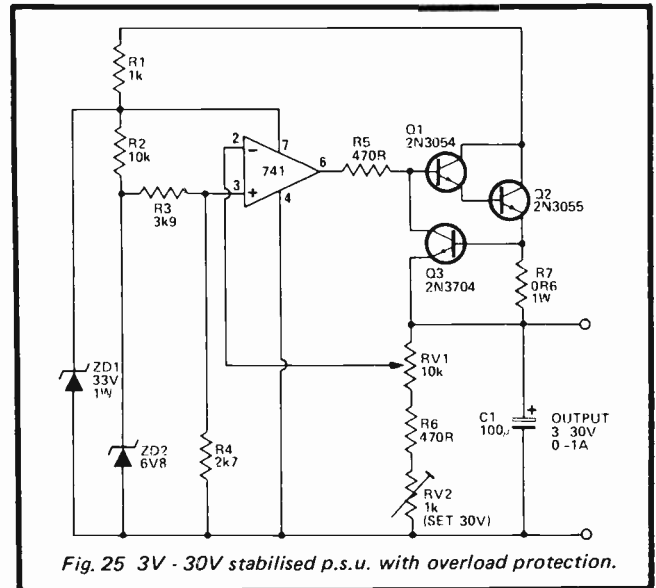 R1
1k
R2
10k
R3
3k9
2
3
7
4
6
741
R5
470R
Q1
2N3054
Q2
2N3055
Q3
2N3704
R7
0R6
1W
RV1
10k
R6
470R
RV2
1k
(SET 30V)
C1
100µ
+
OUTPUT
3 30V
0 -1A
ZD1
33V
1W
ZD2
6V8
R4
2k7
Fig. 25 3V - 30V stabilised p.s.u. with overload protection.